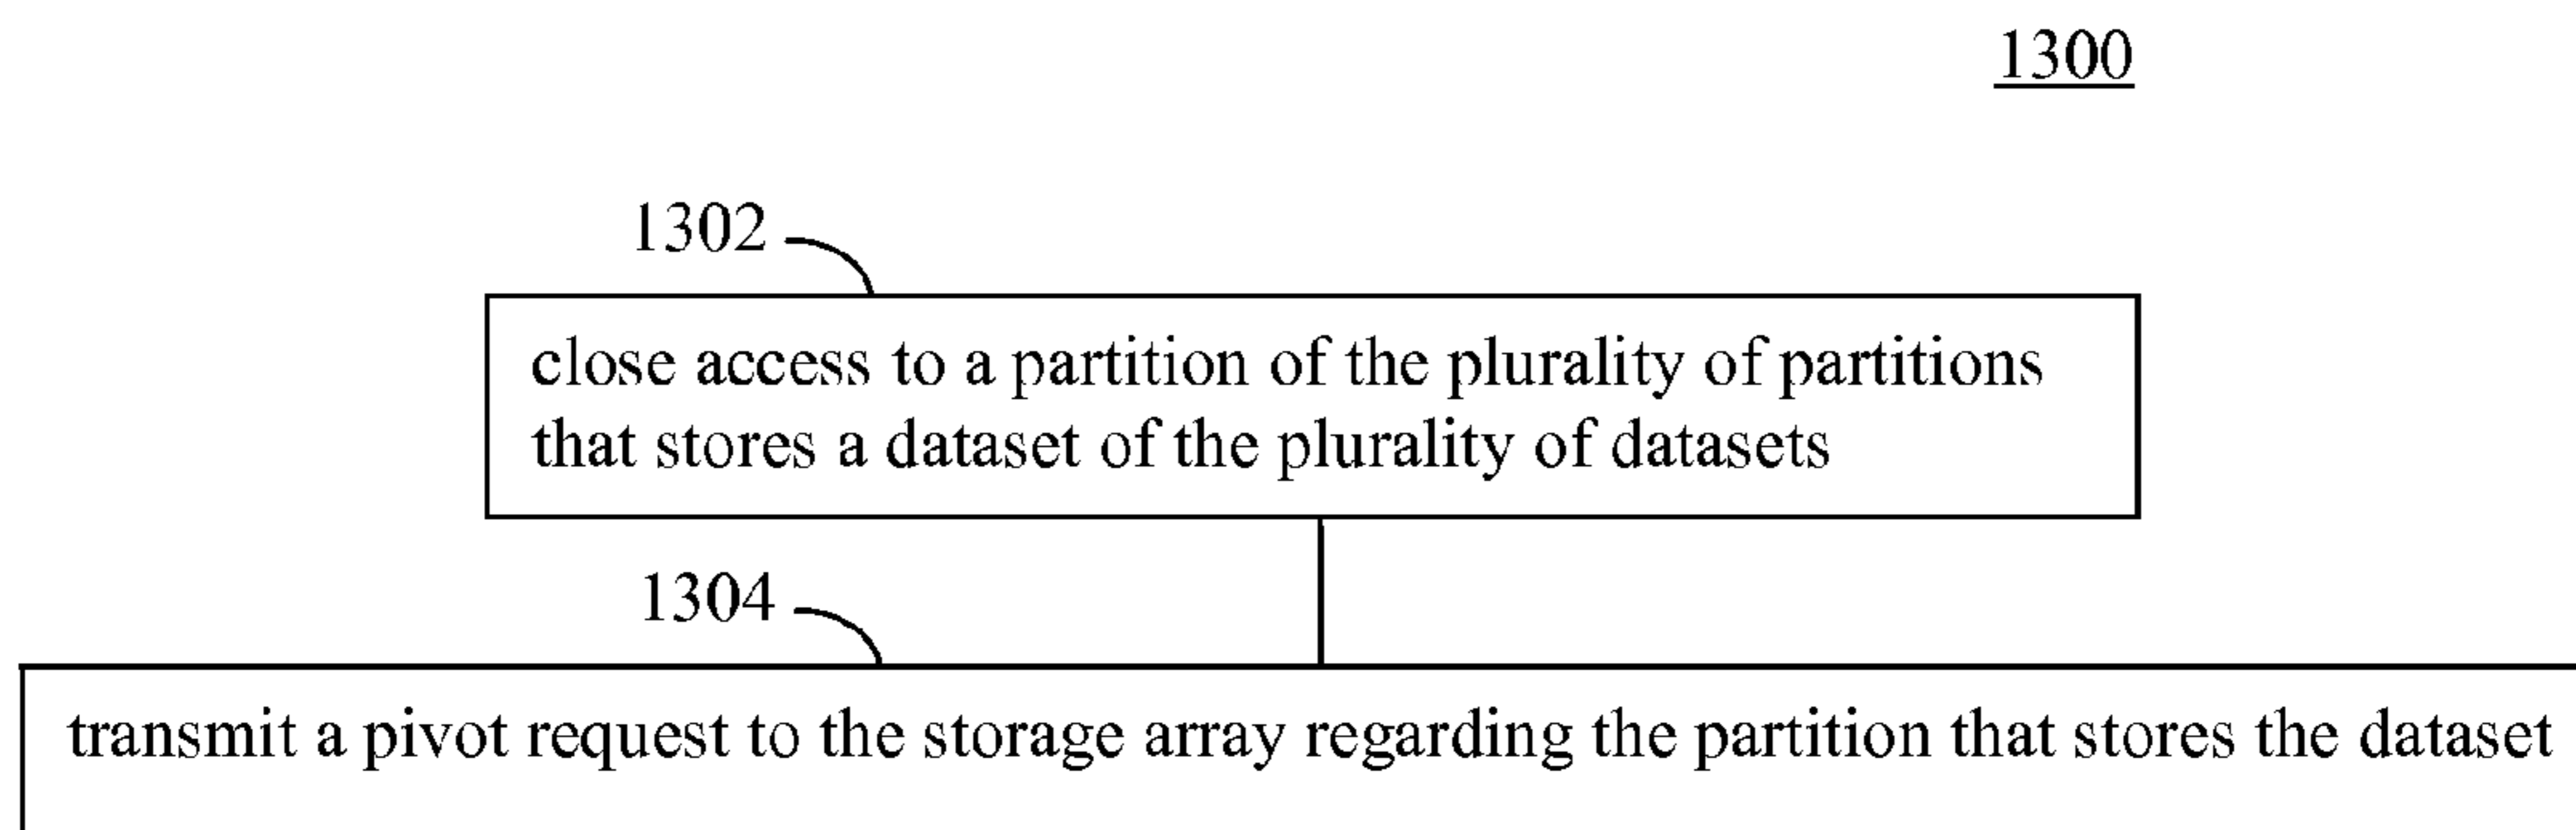 1300
1302
close access to a partition of the plurality of partitions
that stores a dataset of the plurality of datasets
1304
transmit a pivot request to the storage array regarding the partition that stores the dataset